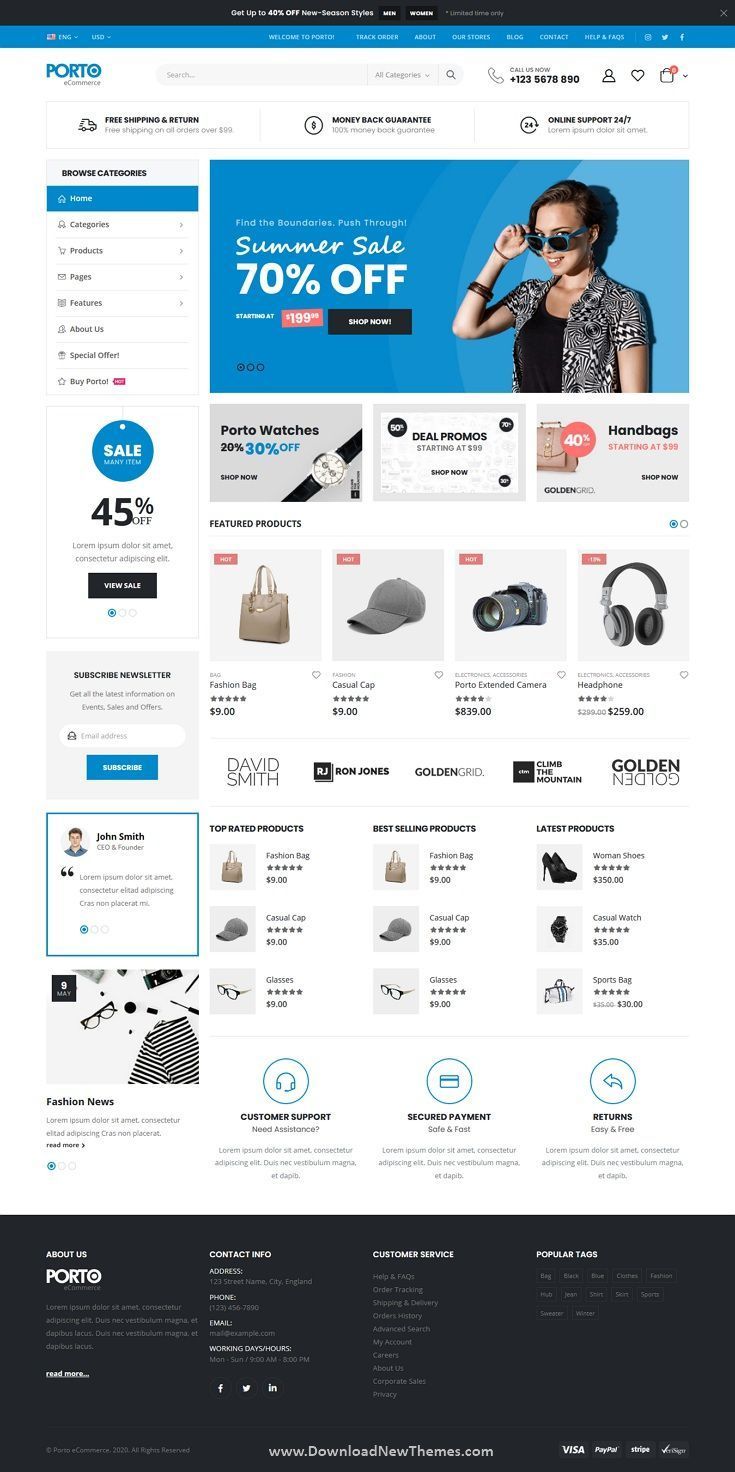 Get Up to 40% OFF New-Season Styles MEN WOMEN * Limited time only
ENG USD WELCOME TO PORTO! TRACK ORDER ABOUT OUR STORES BLOG CONTACT HELP & FAQS
PORTO
eCommerce
Search... All Categories
CALL US NOW
+123 5678 890
0
FREE SHIPPING & RETURN
Free shipping on all orders over $99.
MONEY BACK GUARANTEE
100% money back guarantee
24
ONLINE SUPPORT 24/7
Lorem ipsum dolor sit amet.
BROWSE CATEGORIES
Home
Categories
Products
Pages
Features
About Us
Special Offer!
Buy Porto! HOT
Find the Boundaries. Push Through!
Summer Sale
70% OFF
STARTING AT $19999 SHOP NOW!
SALE
MANY ITEM
45% OFF
Lorem ipsum dolor sit amet,
consectetur adipiscing elit.
VIEW SALE
Porto Watches
20% 30% OFF
SHOP NOW
CLIMB
THE
MOUNTAIN
50%
70%
DEAL PROMOS
STARTING AT $99
SHOP NOW
30%
40%
Handbags
STARTING AT $99
SHOP NOW
GOLDENGRID.
FEATURED PRODUCTS
HOT HOT HOT -13%
BAG
Fashion Bag
$9.00
FASHION
Casual Cap
$9.00
ELECTRONICS, ACCESSORIES
Porto Extended Camera
$839.00
ELECTRONICS, ACCESSORIES
Headphone
$299.00 $259.00
SUBSCRIBE NEWSLETTER
Get all the latest information on
Events, Sales and Offers.
Email address
SUBSCRIBE
DAVID
SMITH
RJ RON JONES
GOLDENGRID.
ctm
CLIMB
THE
MOUNTAIN
GOLDEN
GOLDEN
John Smith
CEO & Founder
“ Lorem ipsum dolor sit amet,
consectetur elitad adipiscing
Cras non placerat mi.
TOP RATED PRODUCTS
Fashion Bag
$9.00
Casual Cap
$9.00
Glasses
$9.00
BEST SELLING PRODUCTS
Fashion Bag
$9.00
Casual Cap
$9.00
Glasses
$9.00
LATEST PRODUCTS
Woman Shoes
$350.00
Casual Watch
$35.00
Sports Bag
$35.00 $30.00
9
MAY
Fashion News
Lorem ipsum dolor sit amet, consectetur
elitad adipiscing Cras non placerat.
read more
CUSTOMER SUPPORT
Need Assistance?
Lorem ipsum dolor sit amet, consectetur
adipiscing elit. Duis nec vestibulum magna,
et dapib.
SECURED PAYMENT
Safe & Fast
Lorem ipsum dolor sit amet, consectetur
adipiscing elit. Duis nec vestibulum magna,
et dapib.
RETURNS
Easy & Free
Lorem ipsum dolor sit amet, consectetur
adipiscing elit. Duis nec vestibulum magna,
et dapib.
ABOUT US
PORTO
eCommerce
Lorem ipsum dolor sit amet, consectetur
adipiscing elit. Duis nec vestibulum magna, et
dapibus lacus. Duis nec vestibulum magna, et
dapibus lacus.
read more...
CONTACT INFO
ADDRESS:
123 Street Name, City, England
PHONE:
(123) 456-7890
EMAIL:
mail@example.com
WORKING DAYS/HOURS:
Mon - Sun / 9:00 AM - 8:00 PM
CUSTOMER SERVICE
Help & FAQs
Order Tracking
Shipping & Delivery
Orders History
Advanced Search
My Account
Careers
About Us
Corporate Sales
Privacy
POPULAR TAGS
Bag Black Blue Clothes Fashion
Hub Jean Shirt Skirt Sports
Sweater Winter
© Porto eCommerce. 2020. All Rights Reserved
www.DownloadNewThemes.com
VISA PayPal stripe VeriSign